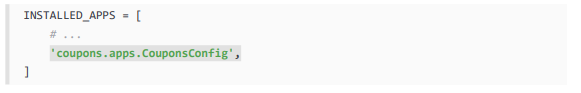 INSTALLED_APPS = [
    # ...
    'coupons.apps.CouponsConfig',
]